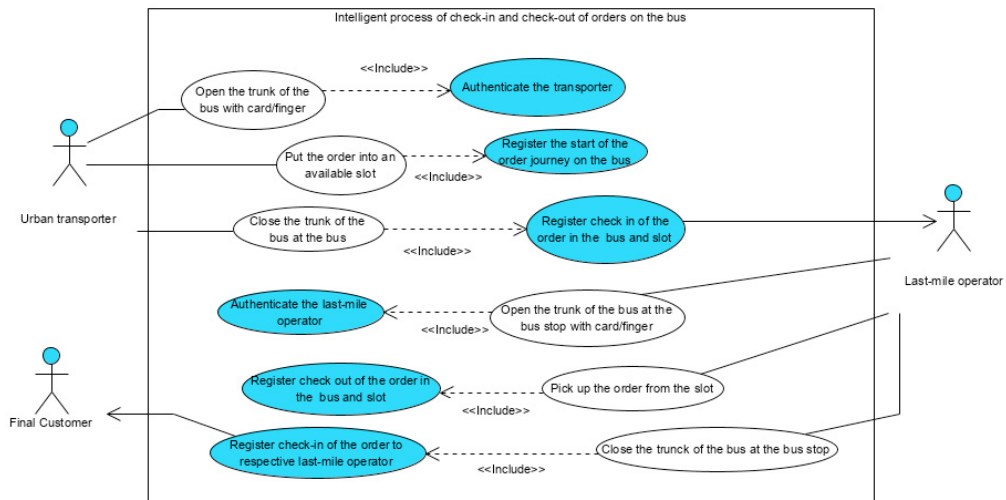 Intelligent process of check-in and check-out of orders on the bus
<<Include>>
Open the trunk of the
bus with card/finger
Authenticate the transporter
Register the start of the
order journey on the bus
Put the order into an
available slot
<<Include>>
Urban transporter
Close the trunk of the
bus at the bus
Register check in of the
order in the bus and slot
<<Include>>
Last-mile operator
Authenticate the last-mile
operator
Open the trunk of the bus at the
bus stop with card/finger
<<Include>>
Register check out of the order in
the bus and slot
Pick up the order from the slot
<<Include>>
Final Customer
Register check-in of the order to
respective last-mile operator
Close the trunck of the bus at the bus stop
<<Include>>